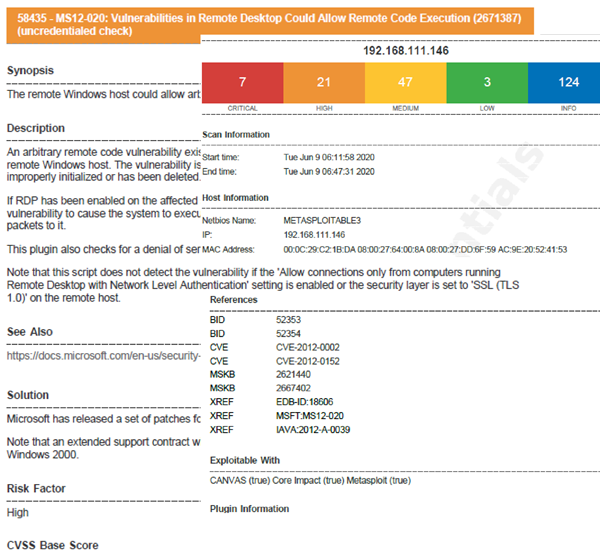 58435 - MS12-020: Vulnerabilities in Remote Desktop Could Allow Remote Code Execution (2671387)
(uncredentialed check)
192.168.111.146
7 21 47 3 124
CRITICAL HIGH MEDIUM LOW INFO
Scan Information
Start time: Tue Jun 9 06:11:58 2020
End time: Tue Jun 9 06:47:31 2020
Host Information
Netbios Name: METASPLOITABLE3
IP: 192.168.111.146
MAC Address: 00:0C:29:C2:1B:DA 08:00:27:64:00:8A 08:00:27:DD:6F:59 AC:9E:20:52:41:53
Synopsis
The remote Windows host could allow
Description
An arbitrary remote code vulnerability
remote Windows host. The vulnerability is
improperly initialized or has been deleted.
If RDP has been enabled on the affected
vulnerability to cause the system to
packets to it.
This plugin also checks for a denial of
Note that this script does not detect the vulnerability if the 'Allow connections only from computers running
Remote Desktop with Network Level Authentication' setting is enabled or the security layer is set to 'SSL (TLS
1.0)' on the remote host.
See Also
https://docs.microsoft.com/en-us/security-
Solution
Microsoft has released a set of patches
Note that an extended support contract
Windows 2000.
Risk Factor
High
CVSS Base Score
References
BID 52353
BID 52354
CVE CVE-2012-0002
CVE CVE-2012-0152
MSKB 2621440
MSKB 2667402
XREF EDB-ID:18606
XREF MSFT:MS12-020
XREF IAVA:2012-A-0039
Exploitable With
CANVAS (true) Core Impact (true) Metasploit (true)
Plugin Information
ntials